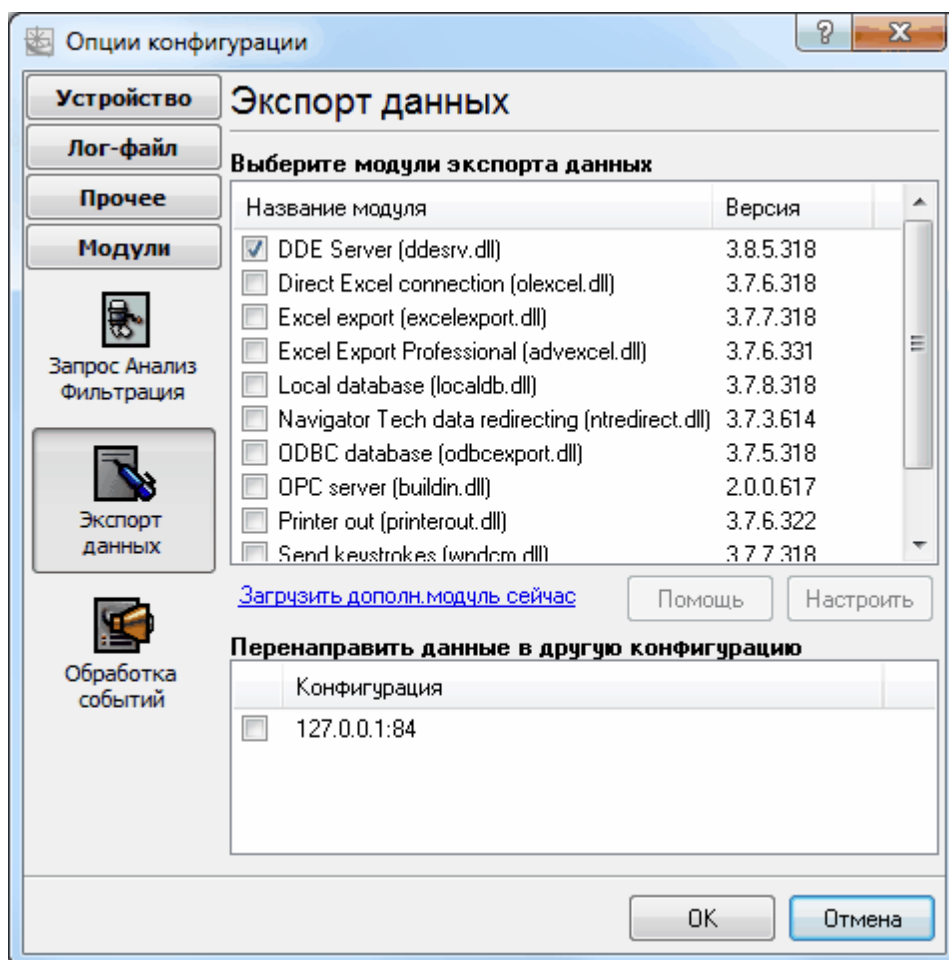 Опции конфигурации
Устройство
Лог-файл
Прочее
Модули
Запрос Анализ
Фильтрация
Экспорт
данных
Обработка
событий
Экспорт данных
Выберите модули экспорта данных
Название модуля Версия
DDE Server (ddesrv.dll) 3.8.5.318
Direct Excel connection (olexcel.dll) 3.7.6.318
Excel export (excelexport.dll) 3.7.7.318
Excel Export Professional (advexcel.dll) 3.7.6.331
Local database (localdb.dll) 3.7.8.318
Navigator Tech data redirecting (ntredirect.dll) 3.7.3.614
ODBC database (odbcexport.dll) 3.7.5.318
OPC server (buildin.dll) 2.0.0.617
Printer out (printerout.dll) 3.7.6.322
Send keystrokes (wndcm.dll) 3.7.7.318
Загрузить дополн.модуль сейчас
Помощь
Настроить
Перенаправить данные в другую конфигурацию
Конфигурация
127.0.0.1:84
OK
Отмена